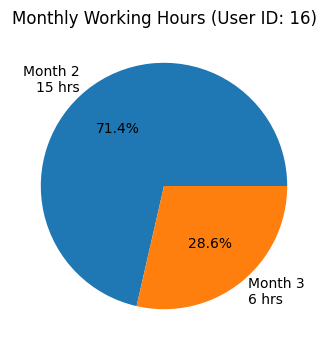 Monthly Working Hours (User ID: 16)
Month 2
15 hrs
71.4%
28.6%
Month 3
6 hrs